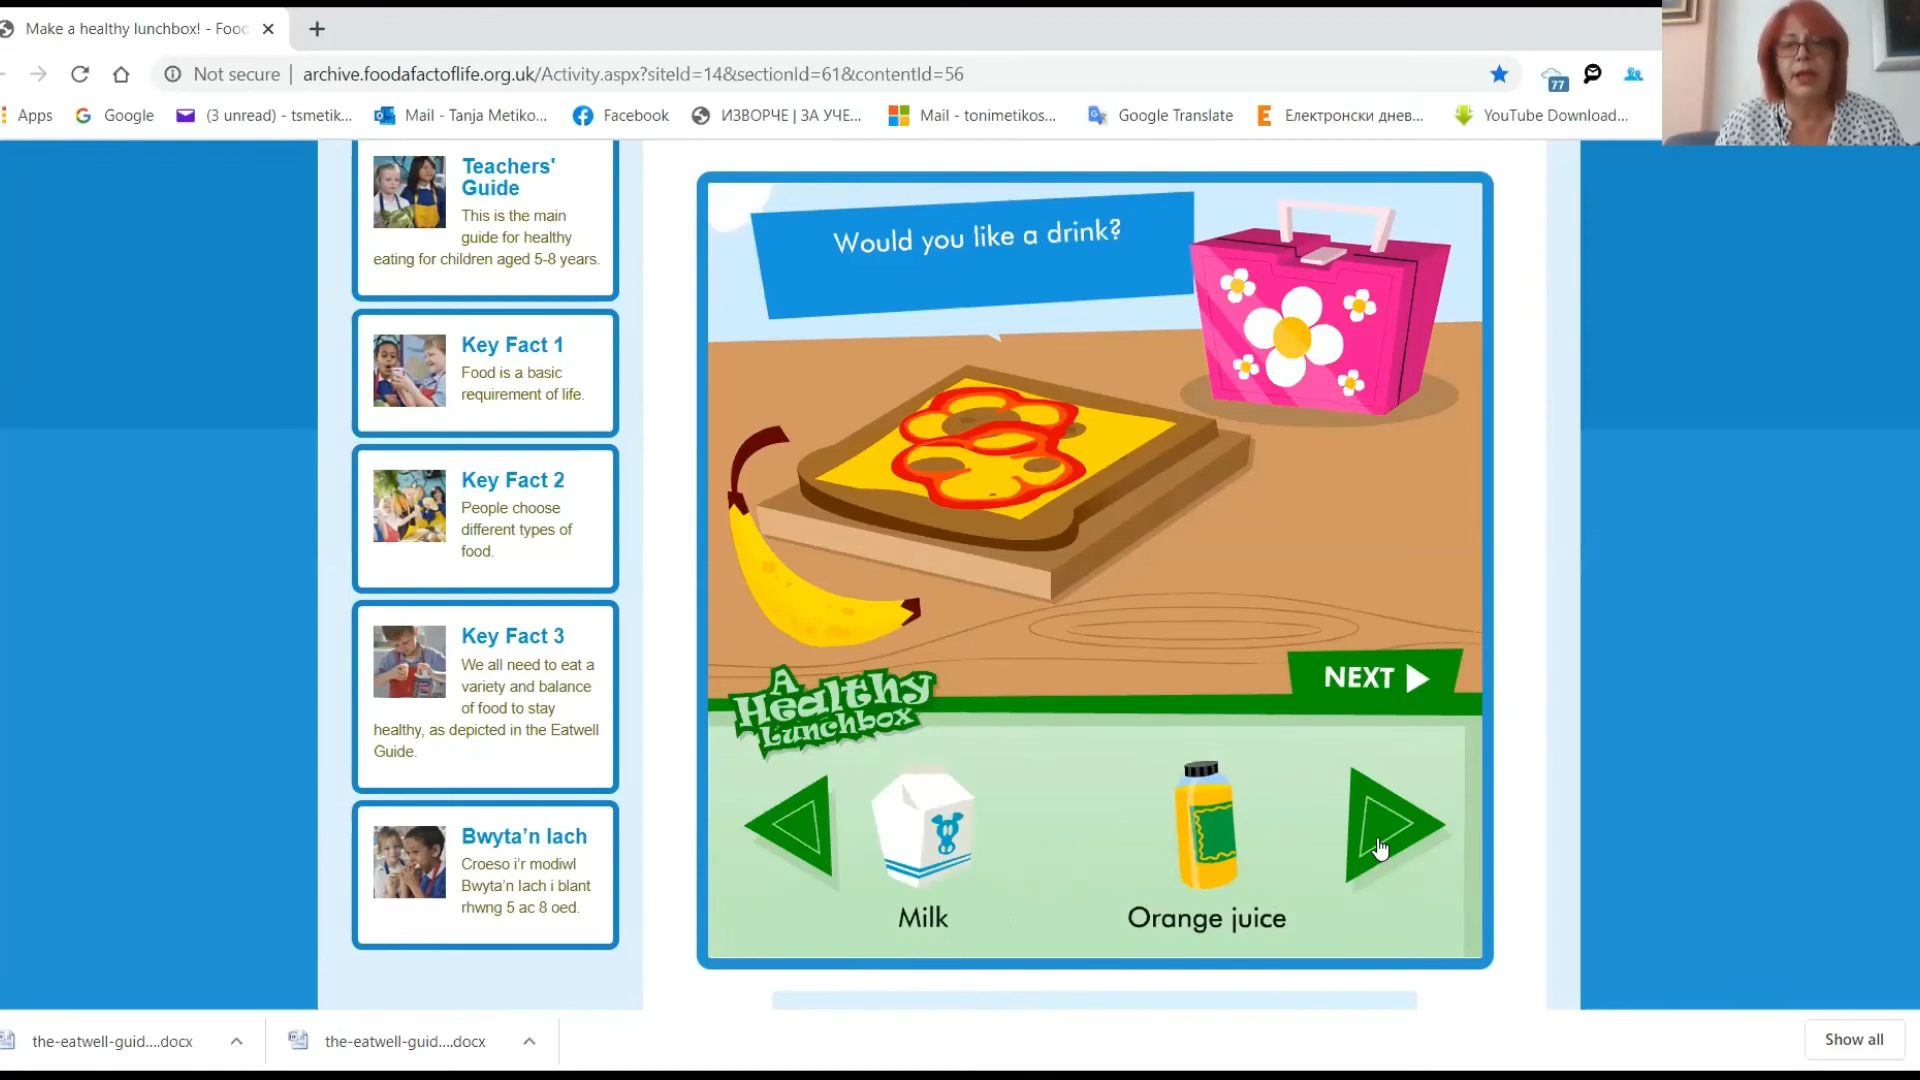 Make a healthy lunchbox! - Food
Not secure
archive.foodafactoflife.org.uk/Activity.aspx?siteId=14&sectionId=61&contentId=56
77
Apps
Google
(3 unread) - tsmetik...
Mail - Tanja Metiko...
Facebook
ИЗВОРЧЕ | ЗА УЧЕ...
Mail - tonimetikos...
Google Translate
Електронски днев...
YouTube Download...
Teachers'
Guide
This is the main
guide for healthy
eating for children aged 5-8 years.
Key Fact 1
Food is a basic
requirement of life.
Key Fact 2
People choose
different types of
food.
Key Fact 3
We all need to eat a
variety and balance
of food to stay
healthy, as depicted in the Eatwell
Guide.
Bwyta’n Iach
Croeso i’r modiwl
Bwyta’n Iach i blant
rhwng 5 ac 8 oed.
Would you like a drink?
NEXT
A
Healthy
Lunchbox
Milk
Orange juice
the-eatwell-guid....docx
the-eatwell-guid....docx
Show all